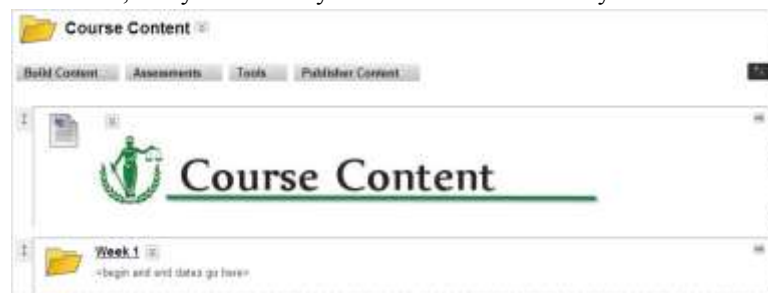 Course Content
Build Content Assessments Tools Publisher Content
Course Content
Week 1
<begin and end dates go here>